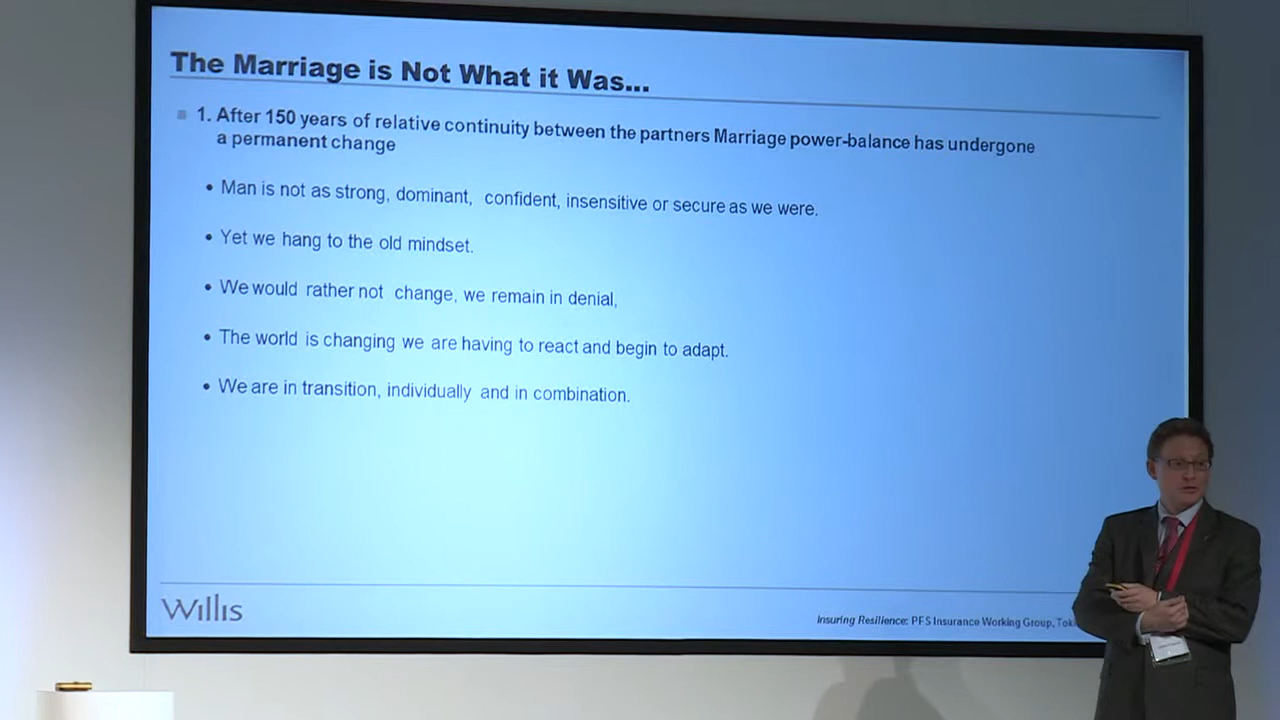 The Marriage is Not What it Was...
1. After 150 years of relative continuity between the partners Marriage power-balance has undergone
a permanent change
• Man is not as strong, dominant, confident, insensitive or secure as we were.
• Yet we hang to the old mindset.
• We would rather not change, we remain in denial,
• The world is changing we are having to react and begin to adapt.
• We are in transition, individually and in combination.
Willis
Insuring Resilience: PFS Insurance Working Group,